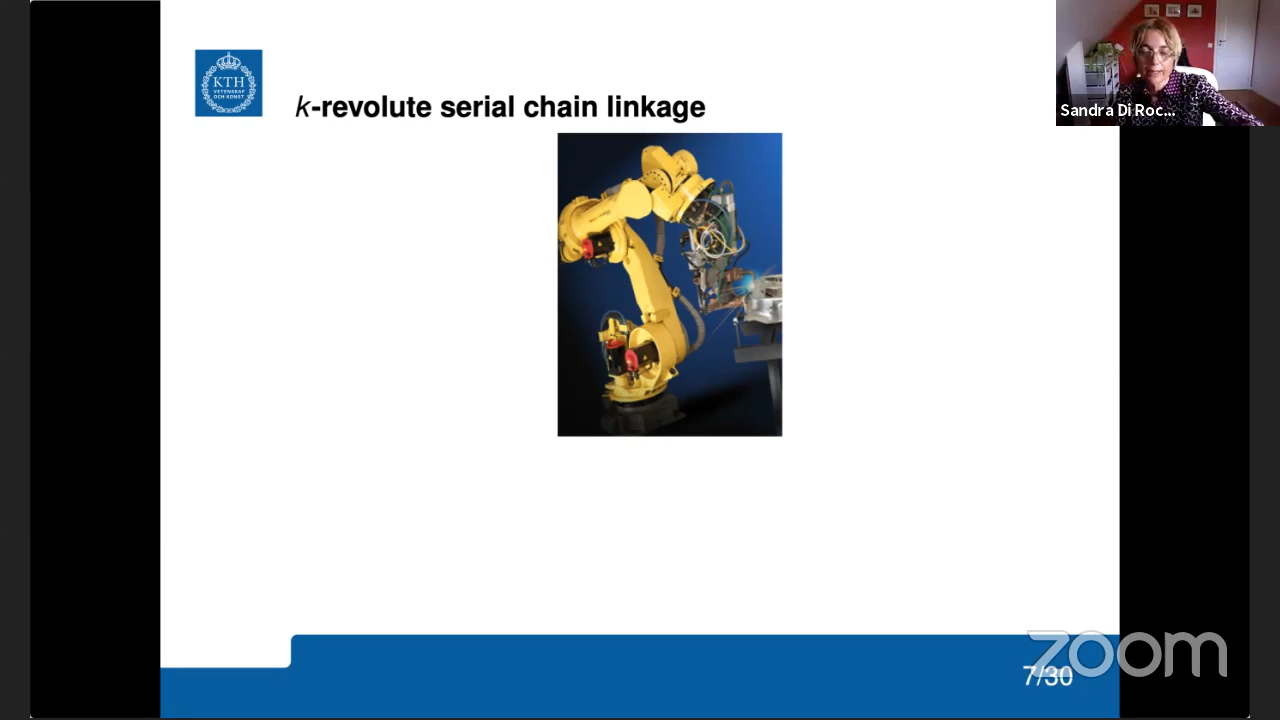 KTH
VETENSKAP
OCH KONST
k-revolute serial chain linkage
Sandra Di Roc...
7/30
zoom